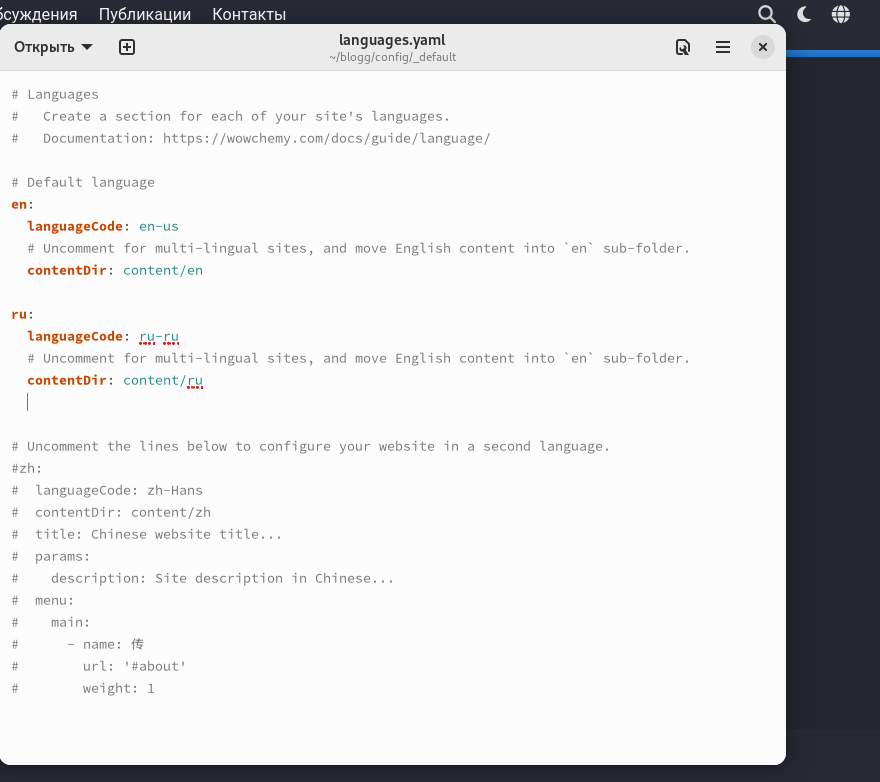 бсуждения Публикации Контакты
Открыть
languages.yaml
~/blogg/config/_default
# Languages
#   Create a section for each of your site's languages.
#   Documentation: https://wowchemy.com/docs/guide/language/
# Default language
en:
  languageCode: en-us
  # Uncomment for multi-lingual sites, and move English content into `en` sub-folder.
  contentDir: content/en
ru:
  languageCode: ru-ru
  # Uncomment for multi-lingual sites, and move English content into `en` sub-folder.
  contentDir: content/ru
# Uncomment the lines below to configure your website in a second language.
#zh:
#  languageCode: zh-Hans
#  contentDir: content/zh
#  title: Chinese website title...
#  params:
#    description: Site description in Chinese...
#  menu:
#    main:
#      - name: 传
#        url: '#about'
#        weight: 1